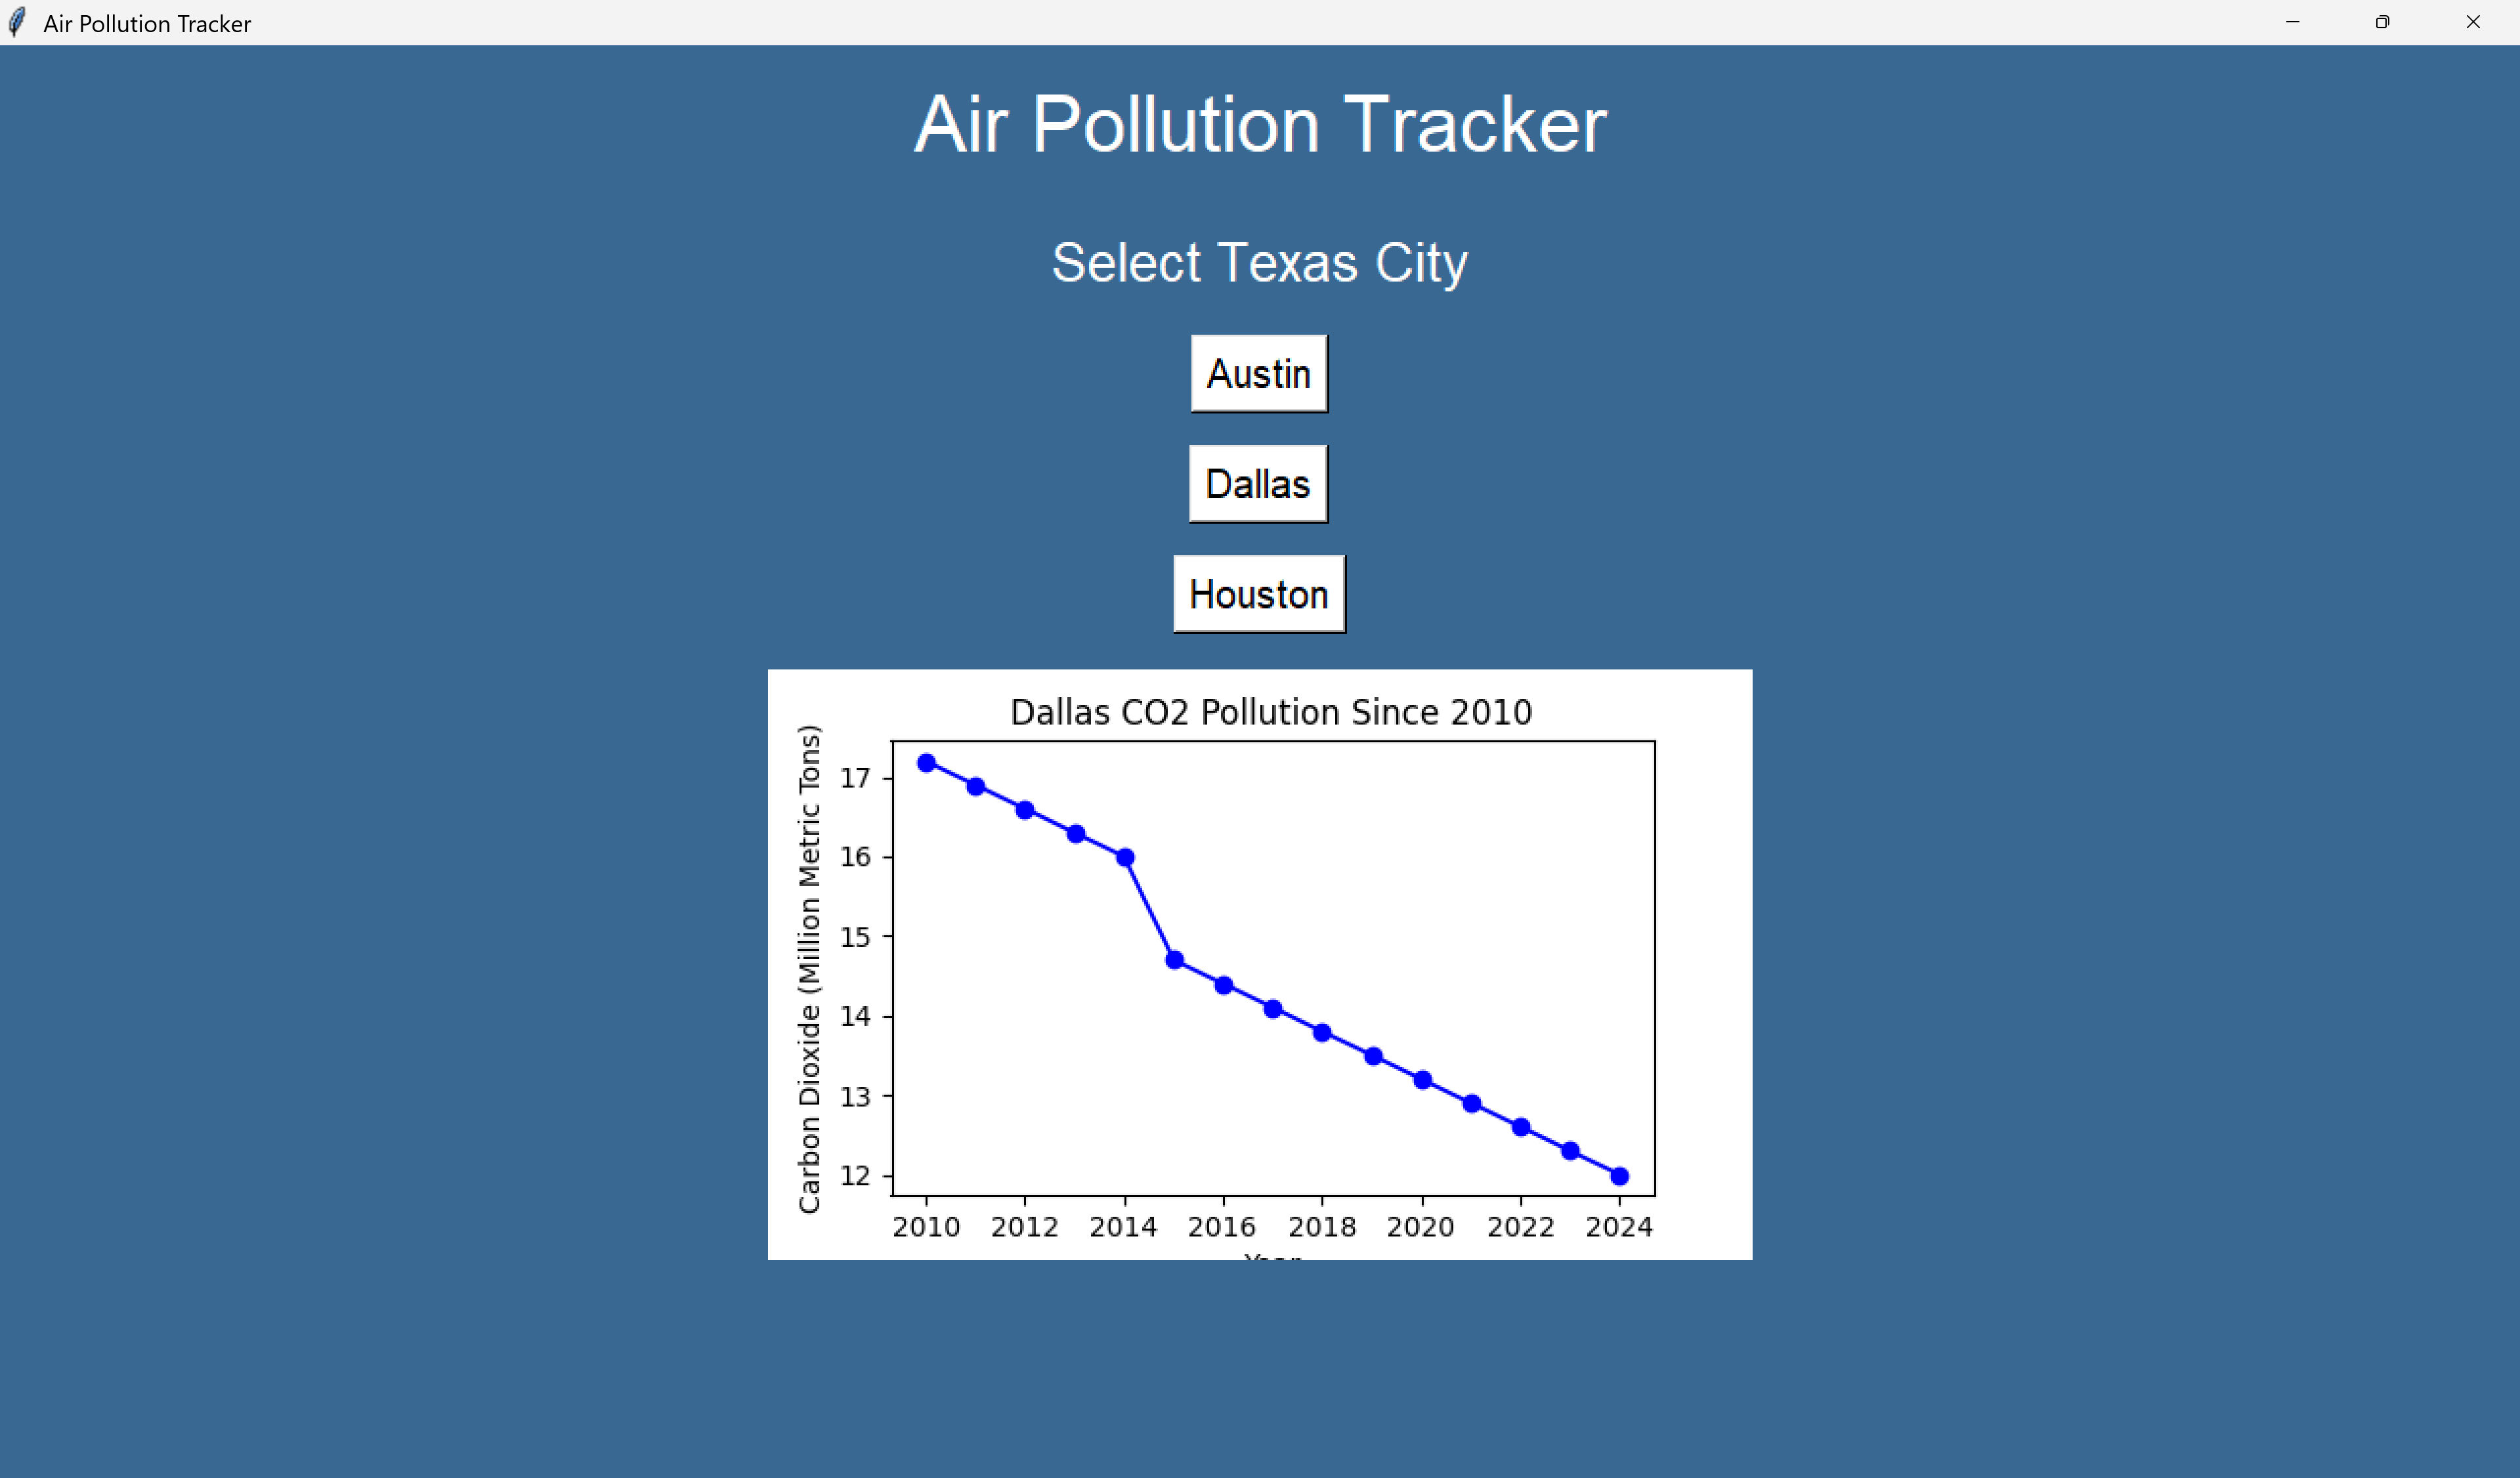 Air Pollution Tracker
Air Pollution Tracker
Select Texas City
Austin
Dallas
Houston
Dallas CO2 Pollution Since 2010
Carbon Dioxide (Million Metric Tons)
17
16
15
14
13
12
2010 2012 2014 2016 2018 2020 2022 2024
Year